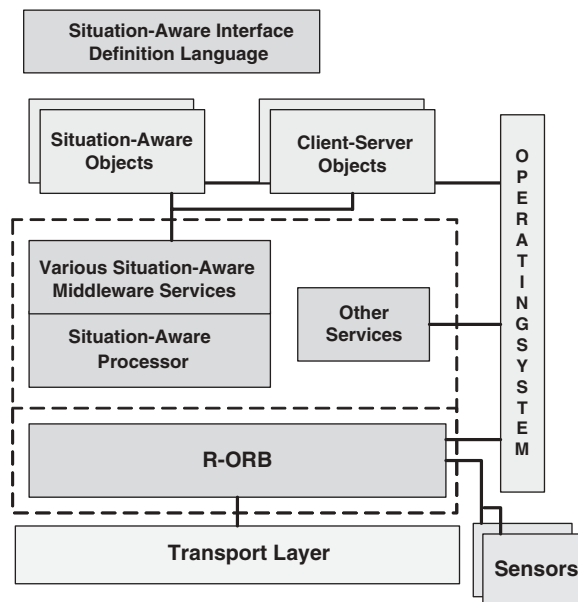 Situation-Aware Interface
Definition Language
Situation-Aware
Objects
Client-Server
Objects
OPERATINGSYSTEM
Various Situation-Aware
Middleware Services
Situation-Aware
Processor
Other
Services
R-ORB
Transport Layer
Sensors